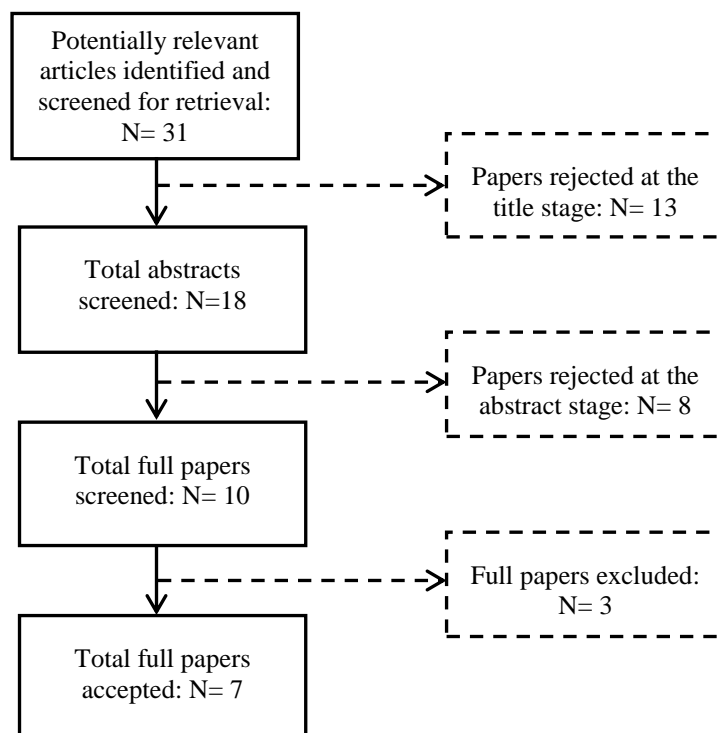 Potentially relevant
articles identified and
screened for retrieval:
N= 31
Papers rejected at the
title stage: N= 13
Total abstracts
screened: N=18
Papers rejected at the
abstract stage: N= 8
Total full papers
screened: N= 10
Full papers excluded:
N= 3
Total full papers
accepted: N= 7